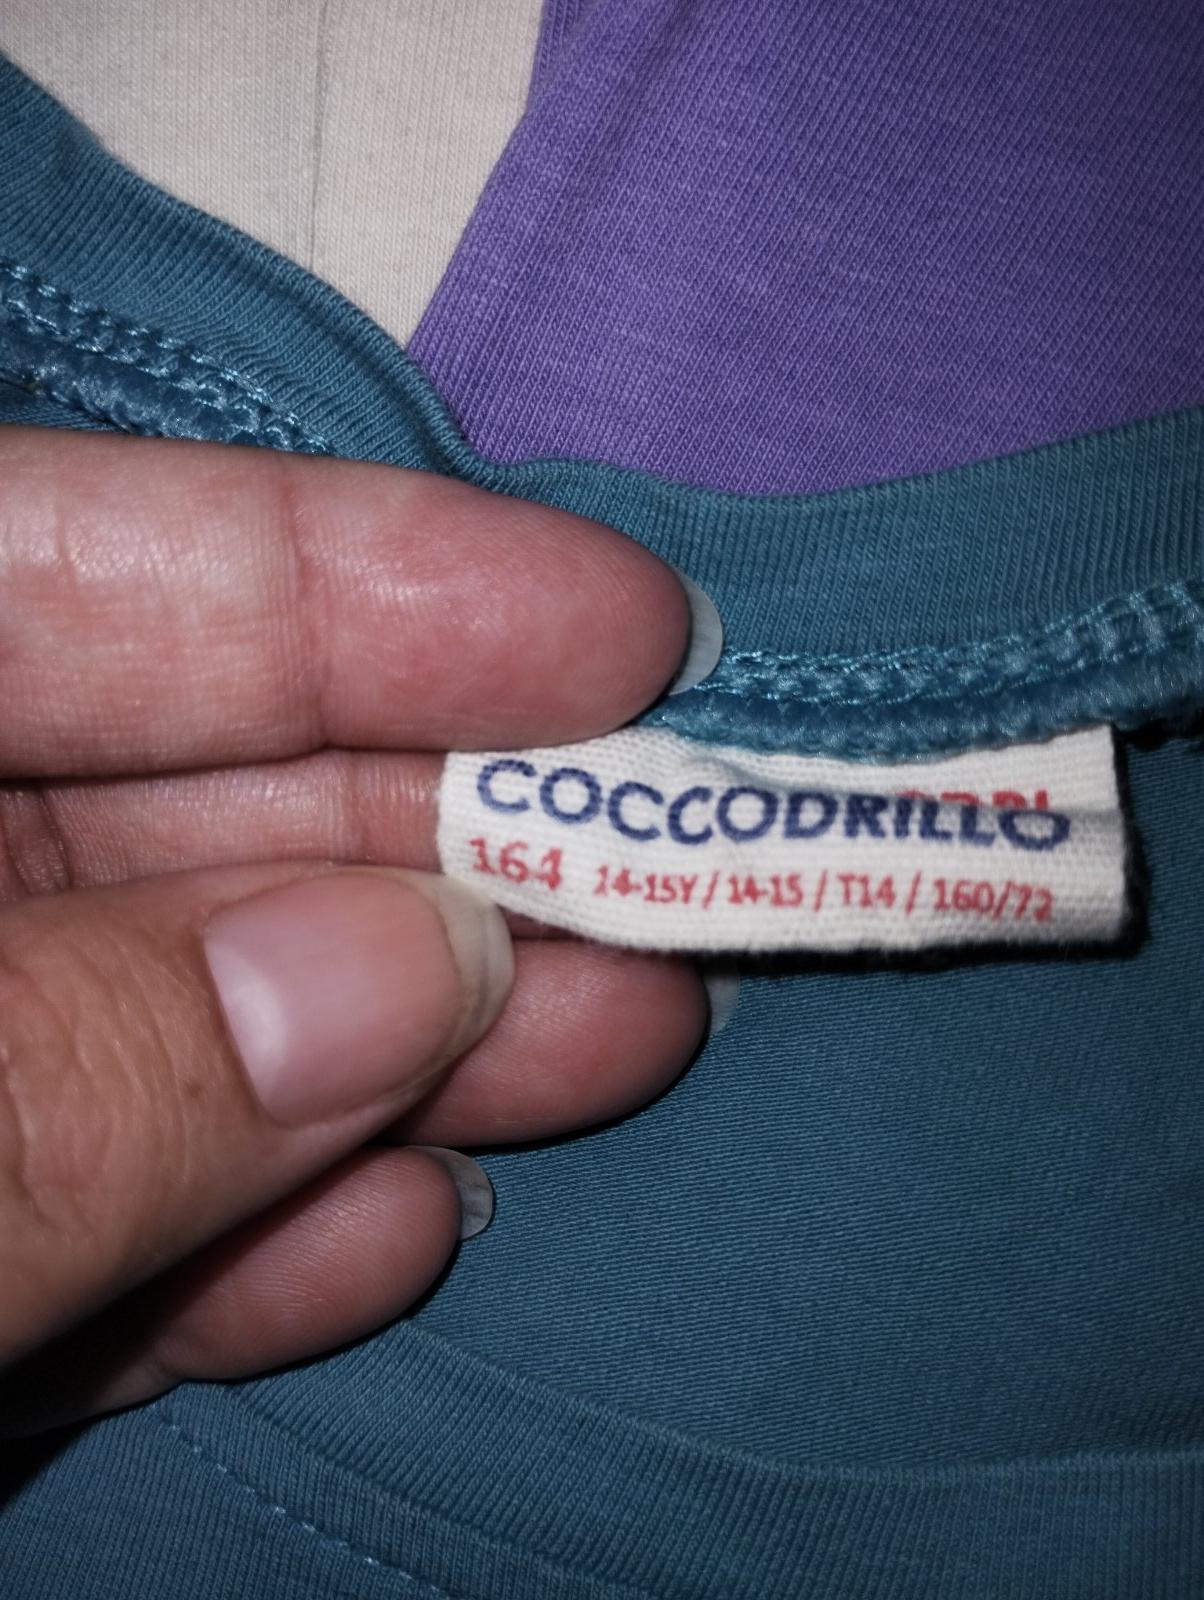 COCCODRILLO
164 14-15Y / 14-15 / T14 / 160/72